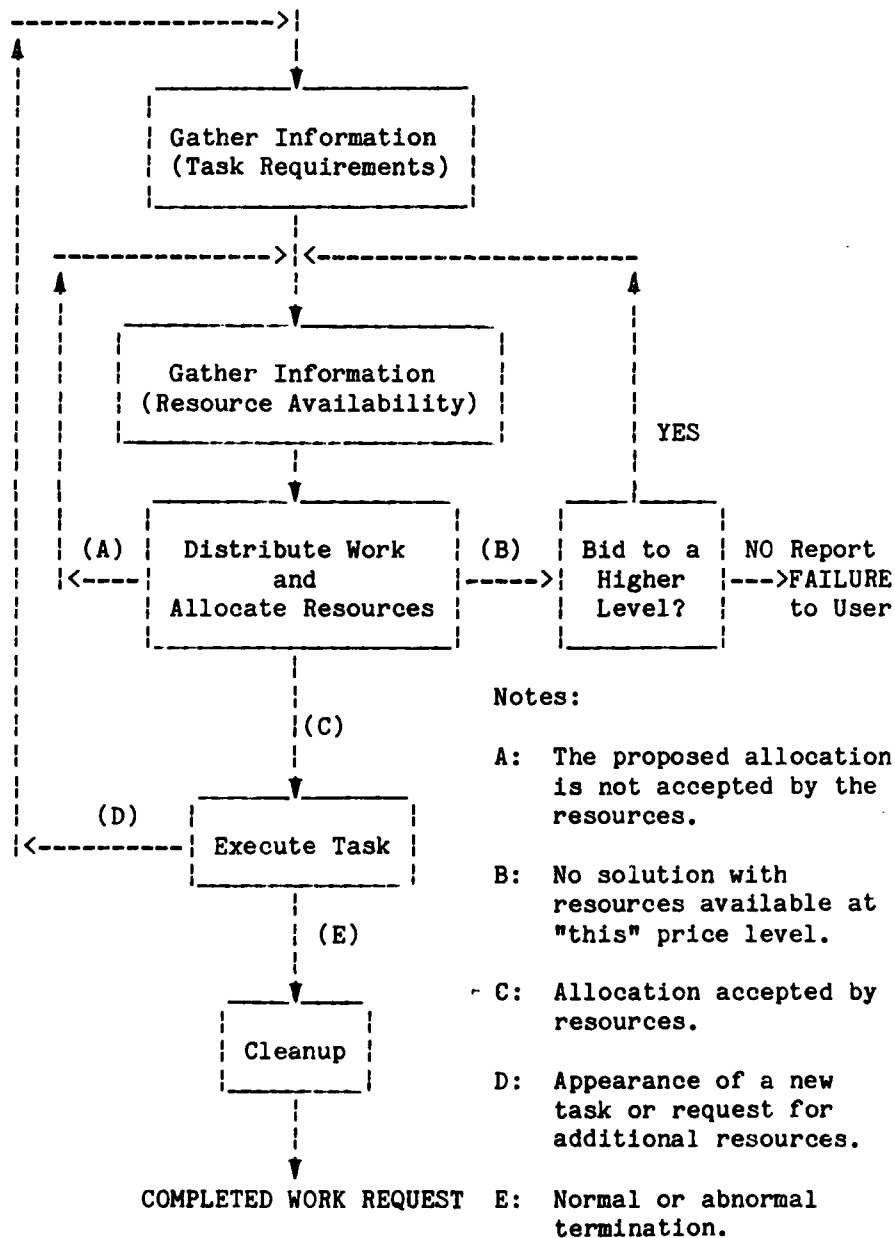 Gather Information
(Task Requirements)
Gather Information
(Resource Availability)
YES
(A)
Distribute Work
and
Allocate Resources
(B)
Bid to a
Higher
Level?
NO Report
FAILURE
to User
(C)
Notes:
A: The proposed allocation
is not accepted by the
resources.
(D)
Execute Task
B: No solution with
resources available at
"this" price level.
(E)
C: Allocation accepted by
resources.
Cleanup
D: Appearance of a new
task or request for
additional resources.
COMPLETED WORK REQUEST
E: Normal or abnormal
termination.